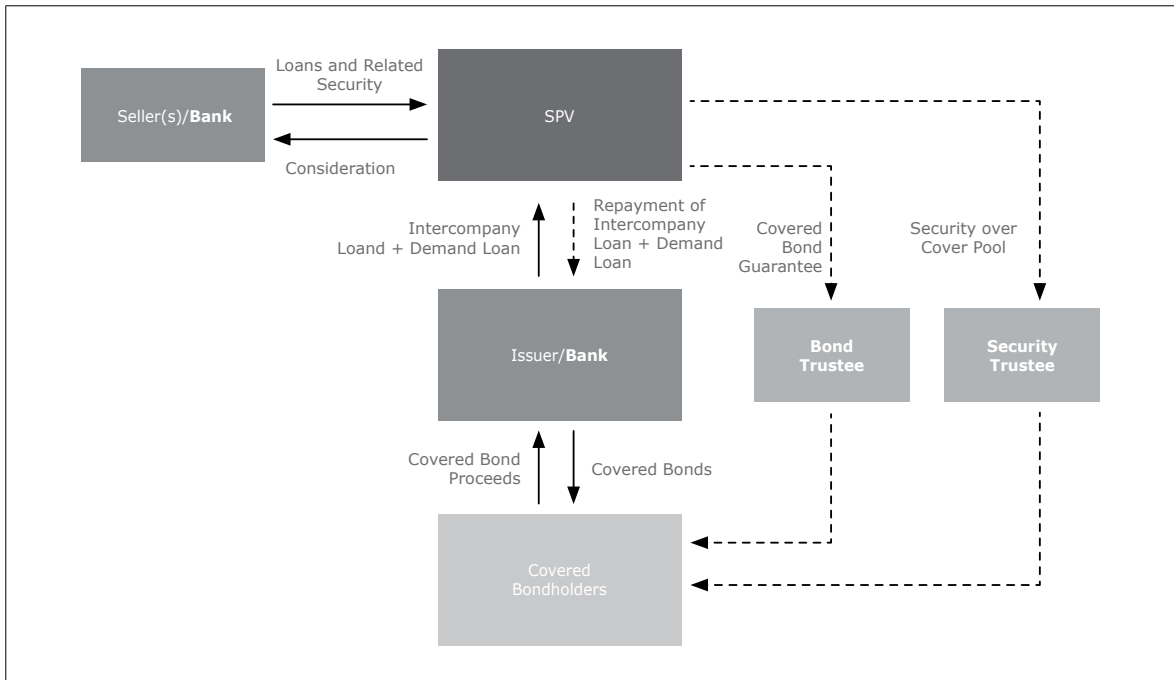 Loans and Related
Security
Seller(s)/Bank
SPV
Consideration
Intercompany
Loand + Demand Loan
Repayment of
Intercompany
Loan + Demand
Loan
Covered
Bond
Guarantee
Security over
Cover Pool
Issuer/Bank
Bond
Trustee
Security
Trustee
Covered Bond
Proceeds
Covered Bonds
Covered
Bondholders